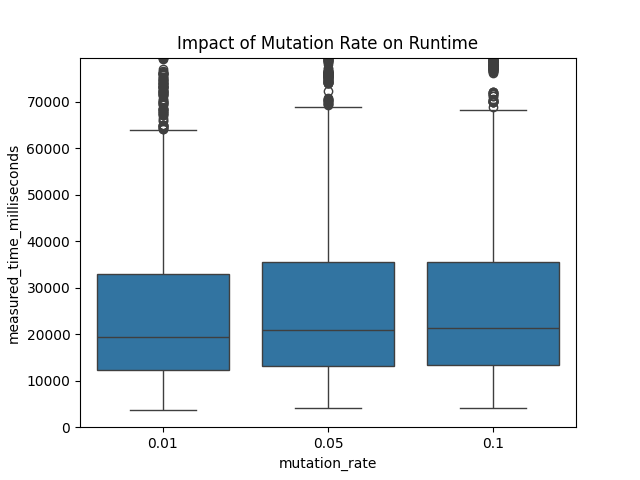 Impact of Mutation Rate on Runtime
measured_time_milliseconds
70000
60000
50000
40000
30000
20000
10000
0
0.01 0.05 0.1
mutation_rate